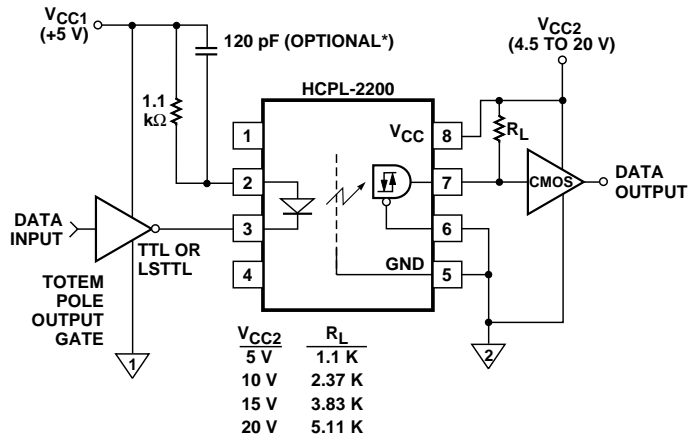 VCC1
(+5 V)
120 pF (OPTIONAL*)
VCC2
(4.5 TO 20 V)
HCPL-2200
1.1
kΩ
1
VCC
8
RL
2
7
CMOS
DATA
OUTPUT
DATA
INPUT
3
6
TTL OR
LSTTL
4
GND
5
TOTEM
POLE
OUTPUT
GATE
1
2
VCC2 RL
5 V 1.1 K
10 V 2.37 K
15 V 3.83 K
20 V 5.11 K